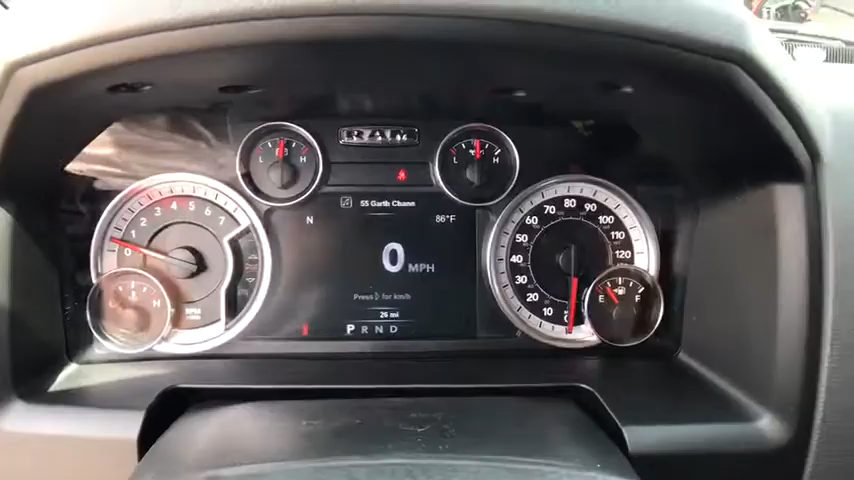 RAM
C H
L H
55 Garth Chann
N
86°F
0 MPH
Press for km/h
26 mi
P R N D
0 1 2 3 4 5 6 7
RPM
C H
10 20 30 40 50 60 70 80 90 100 110 120
E F